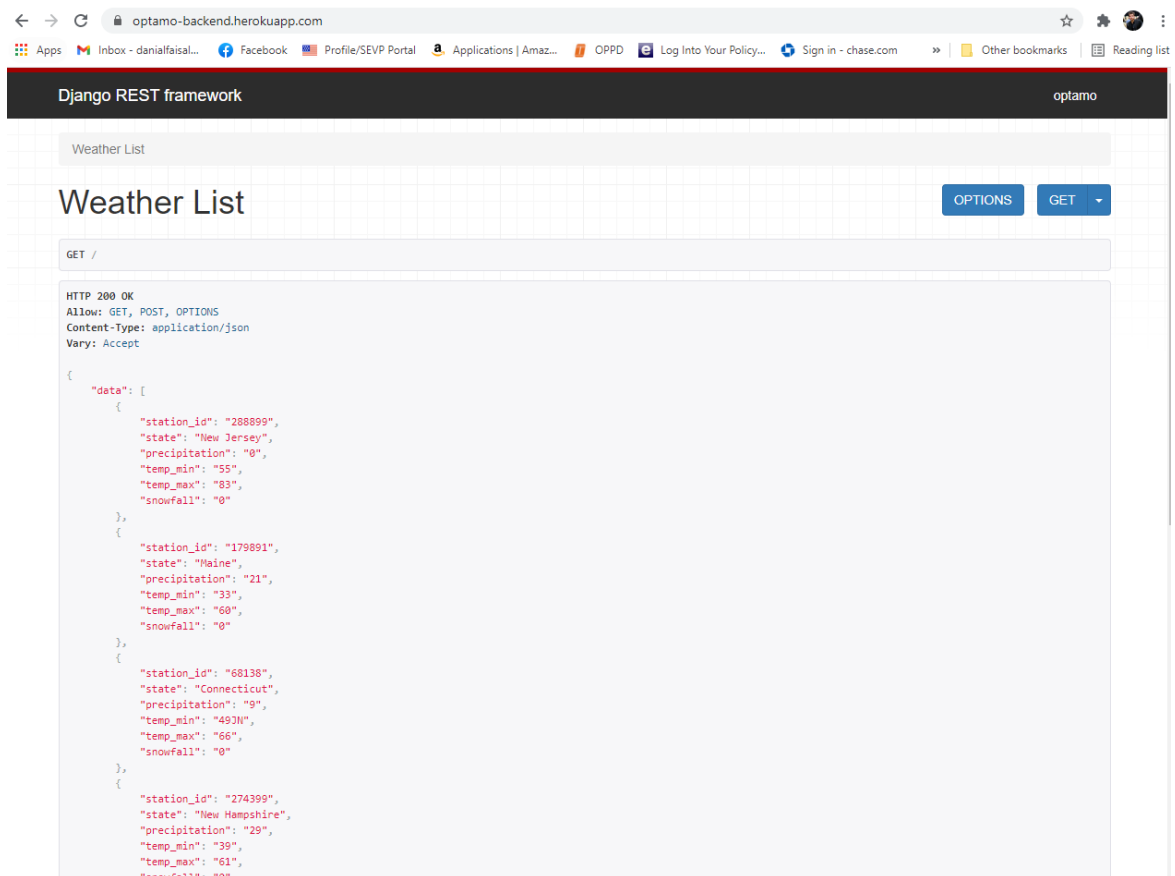 optamo-backend.herokuapp.com
Apps Inbox - danialfaisal... Facebook Profile/SEVP Portal Applications | Amaz... OPPD Log Into Your Policy... Sign in - chase.com » Other bookmarks Reading list
Django REST framework optamo
Weather List
Weather List OPTIONS GET
GET /
HTTP 200 OK
Allow: GET, POST, OPTIONS
Content-Type: application/json
Vary: Accept
{
"data": [
{
"station_id": "288899",
"state": "New Jersey",
"precipitation": "0",
"temp_min": "55",
"temp_max": "83",
"snowfall": "0"
},
{
"station_id": "179891",
"state": "Maine",
"precipitation": "21",
"temp_min": "33",
"temp_max": "60",
"snowfall": "0"
},
{
"station_id": "68138",
"state": "Connecticut",
"precipitation": "9",
"temp_min": "49JN",
"temp_max": "66",
"snowfall": "0"
},
{
"station_id": "274399",
"state": "New Hampshire",
"precipitation": "29",
"temp_min": "39",
"temp_max": "61",